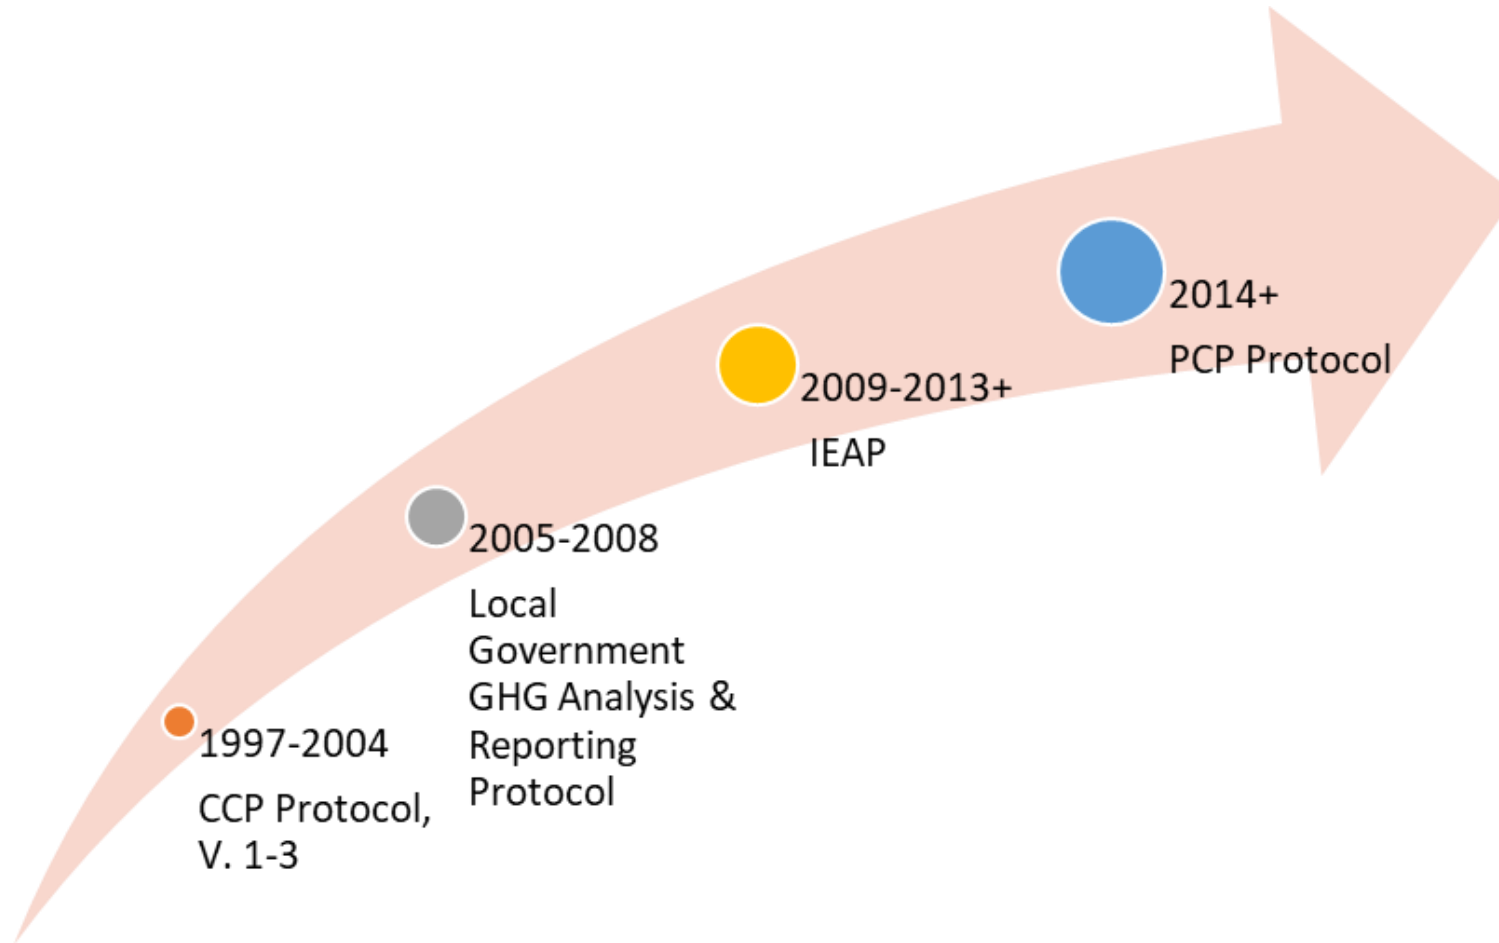 1997-2004
CCP Protocol,
V. 1-3
2005-2008
Local
Government
GHG Analysis &
Reporting
Protocol
2009-2013+
IEAP
2014+
PCP Protocol